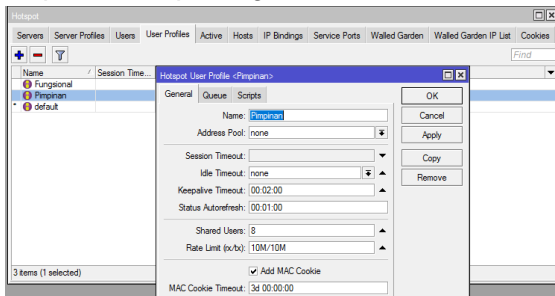 Hotspot
Servers Server Profiles Users User Profiles Active Hosts IP Bindings Service Ports Walled Garden Walled Garden IP List Cookies
Find
Name / Session Time...
Fungsional
Pimpinan
* default
3 items (1 selected)
Hotspot User Profile <Pimpinan>
General Queue Scripts
Name: Pimpinan
Address Pool: none
Session Timeout:
Idle Timeout: none
Keepalive Timeout: 00:02:00
Status Autorefresh: 00:01:00
Shared Users: 8
Rate Limit (rx/tx): 10M/10M
Add MAC Cookie
MAC Cookie Timeout: 3d 00:00:00
OK
Cancel
Apply
Copy
Remove